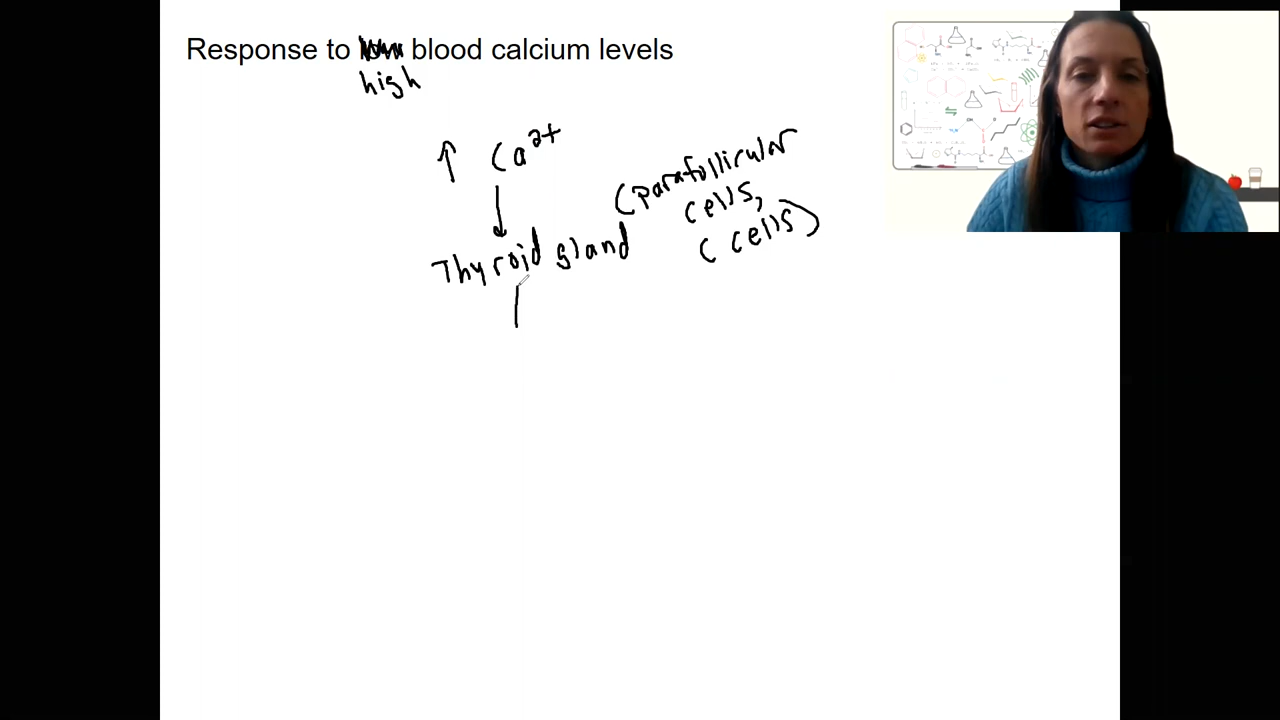 Response to low blood calcium levels
high
↑ Ca2+
(parafollicular
cells,
C cells)
Thyroid gland